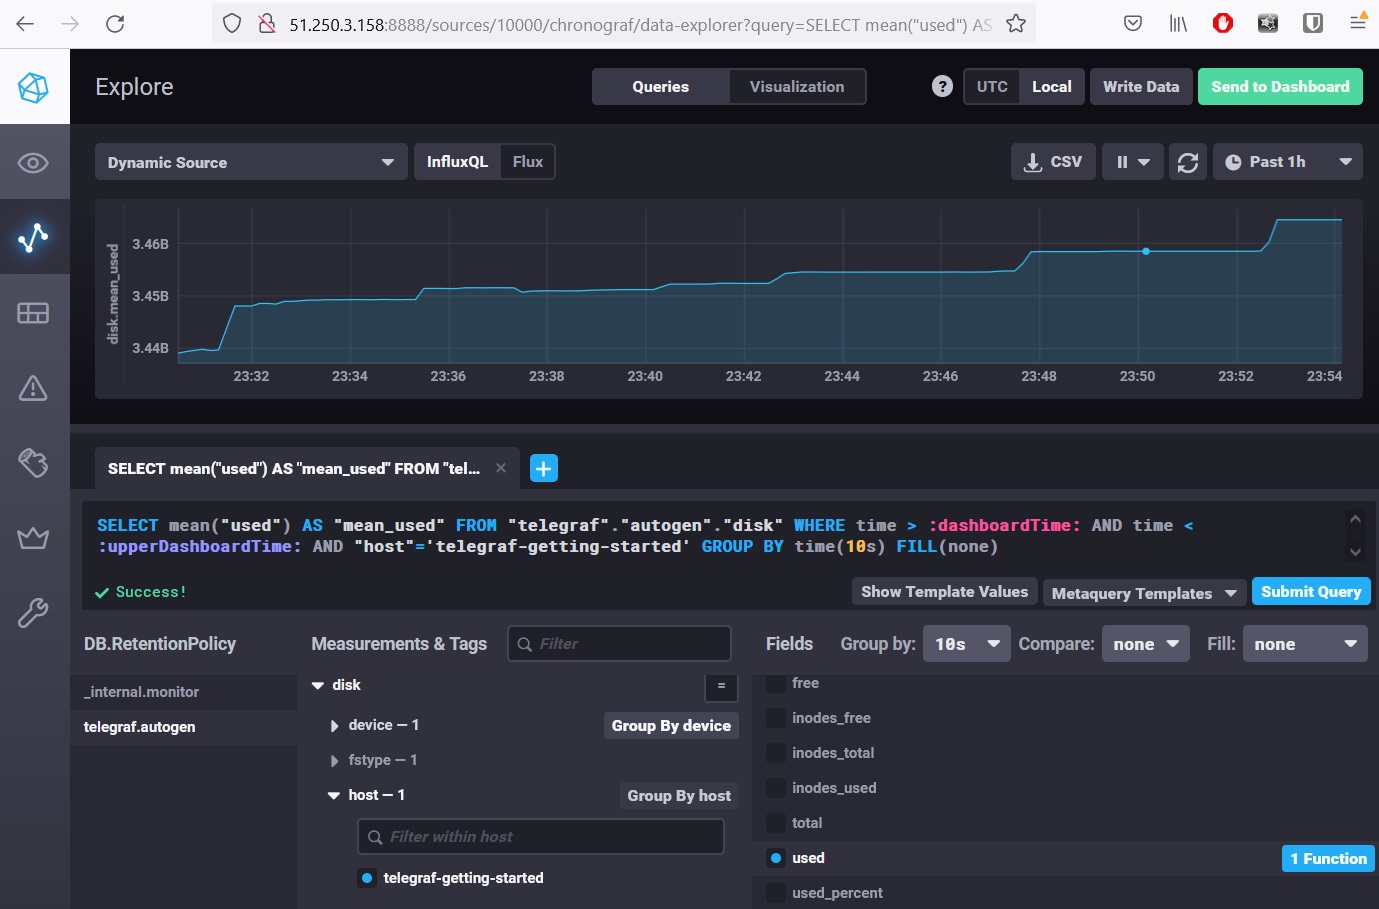 51.250.3.158:8888/sources/10000/chronograf/data-explorer?query=SELECT mean("used") AS
Explore
Queries
Visualization
?
UTC
Local
Write Data
Send to Dashboard
Dynamic Source
InfluxQL
Flux
CSV
Past 1h
disk.mean_used
3.46B
3.45B
3.44B
23:32
23:34
23:36
23:38
23:40
23:42
23:44
23:46
23:48
23:50
23:52
23:54
SELECT mean("used") AS "mean_used" FROM "tel...
SELECT mean("used") AS "mean_used" FROM "telegraf"."autogen"."disk" WHERE time > :dashboardTime: AND time <
:upperDashboardTime: AND "host"='telegraf-getting-started' GROUP BY time(10s) FILL(none)
Success!
Show Template Values
Metaquery Templates
Submit Query
DB.RetentionPolicy
Measurements & Tags
Filter
Fields
Group by:
10s
Compare:
none
Fill:
none
_internal.monitor
telegraf.autogen
disk
=
device — 1
Group By device
fstype — 1
host — 1
Group By host
Filter within host
telegraf-getting-started
free
inodes_free
inodes_total
inodes_used
total
used
1 Function
used_percent